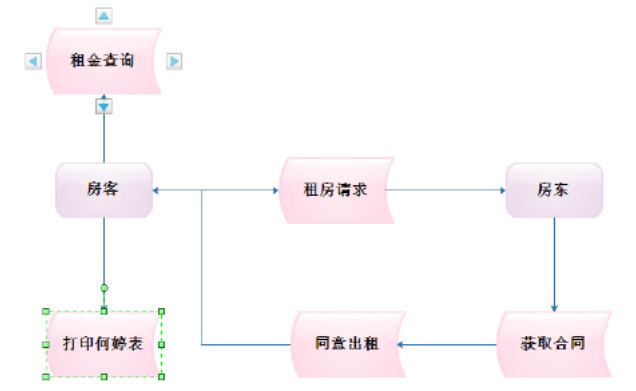 租金查询
房客
租房请求
房东
打印何婷表
同意出租
获取合同